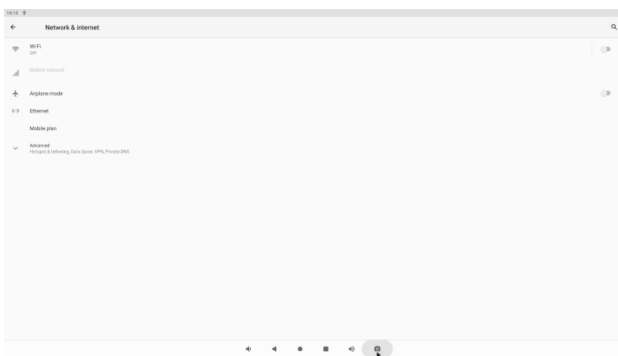 14:10
Network & internet
Wi-Fi
Off
Mobile network
Airplane mode
Ethernet
Mobile plan
Advanced
Hotspot & tethering, Data Saver, VPN, Private DNS